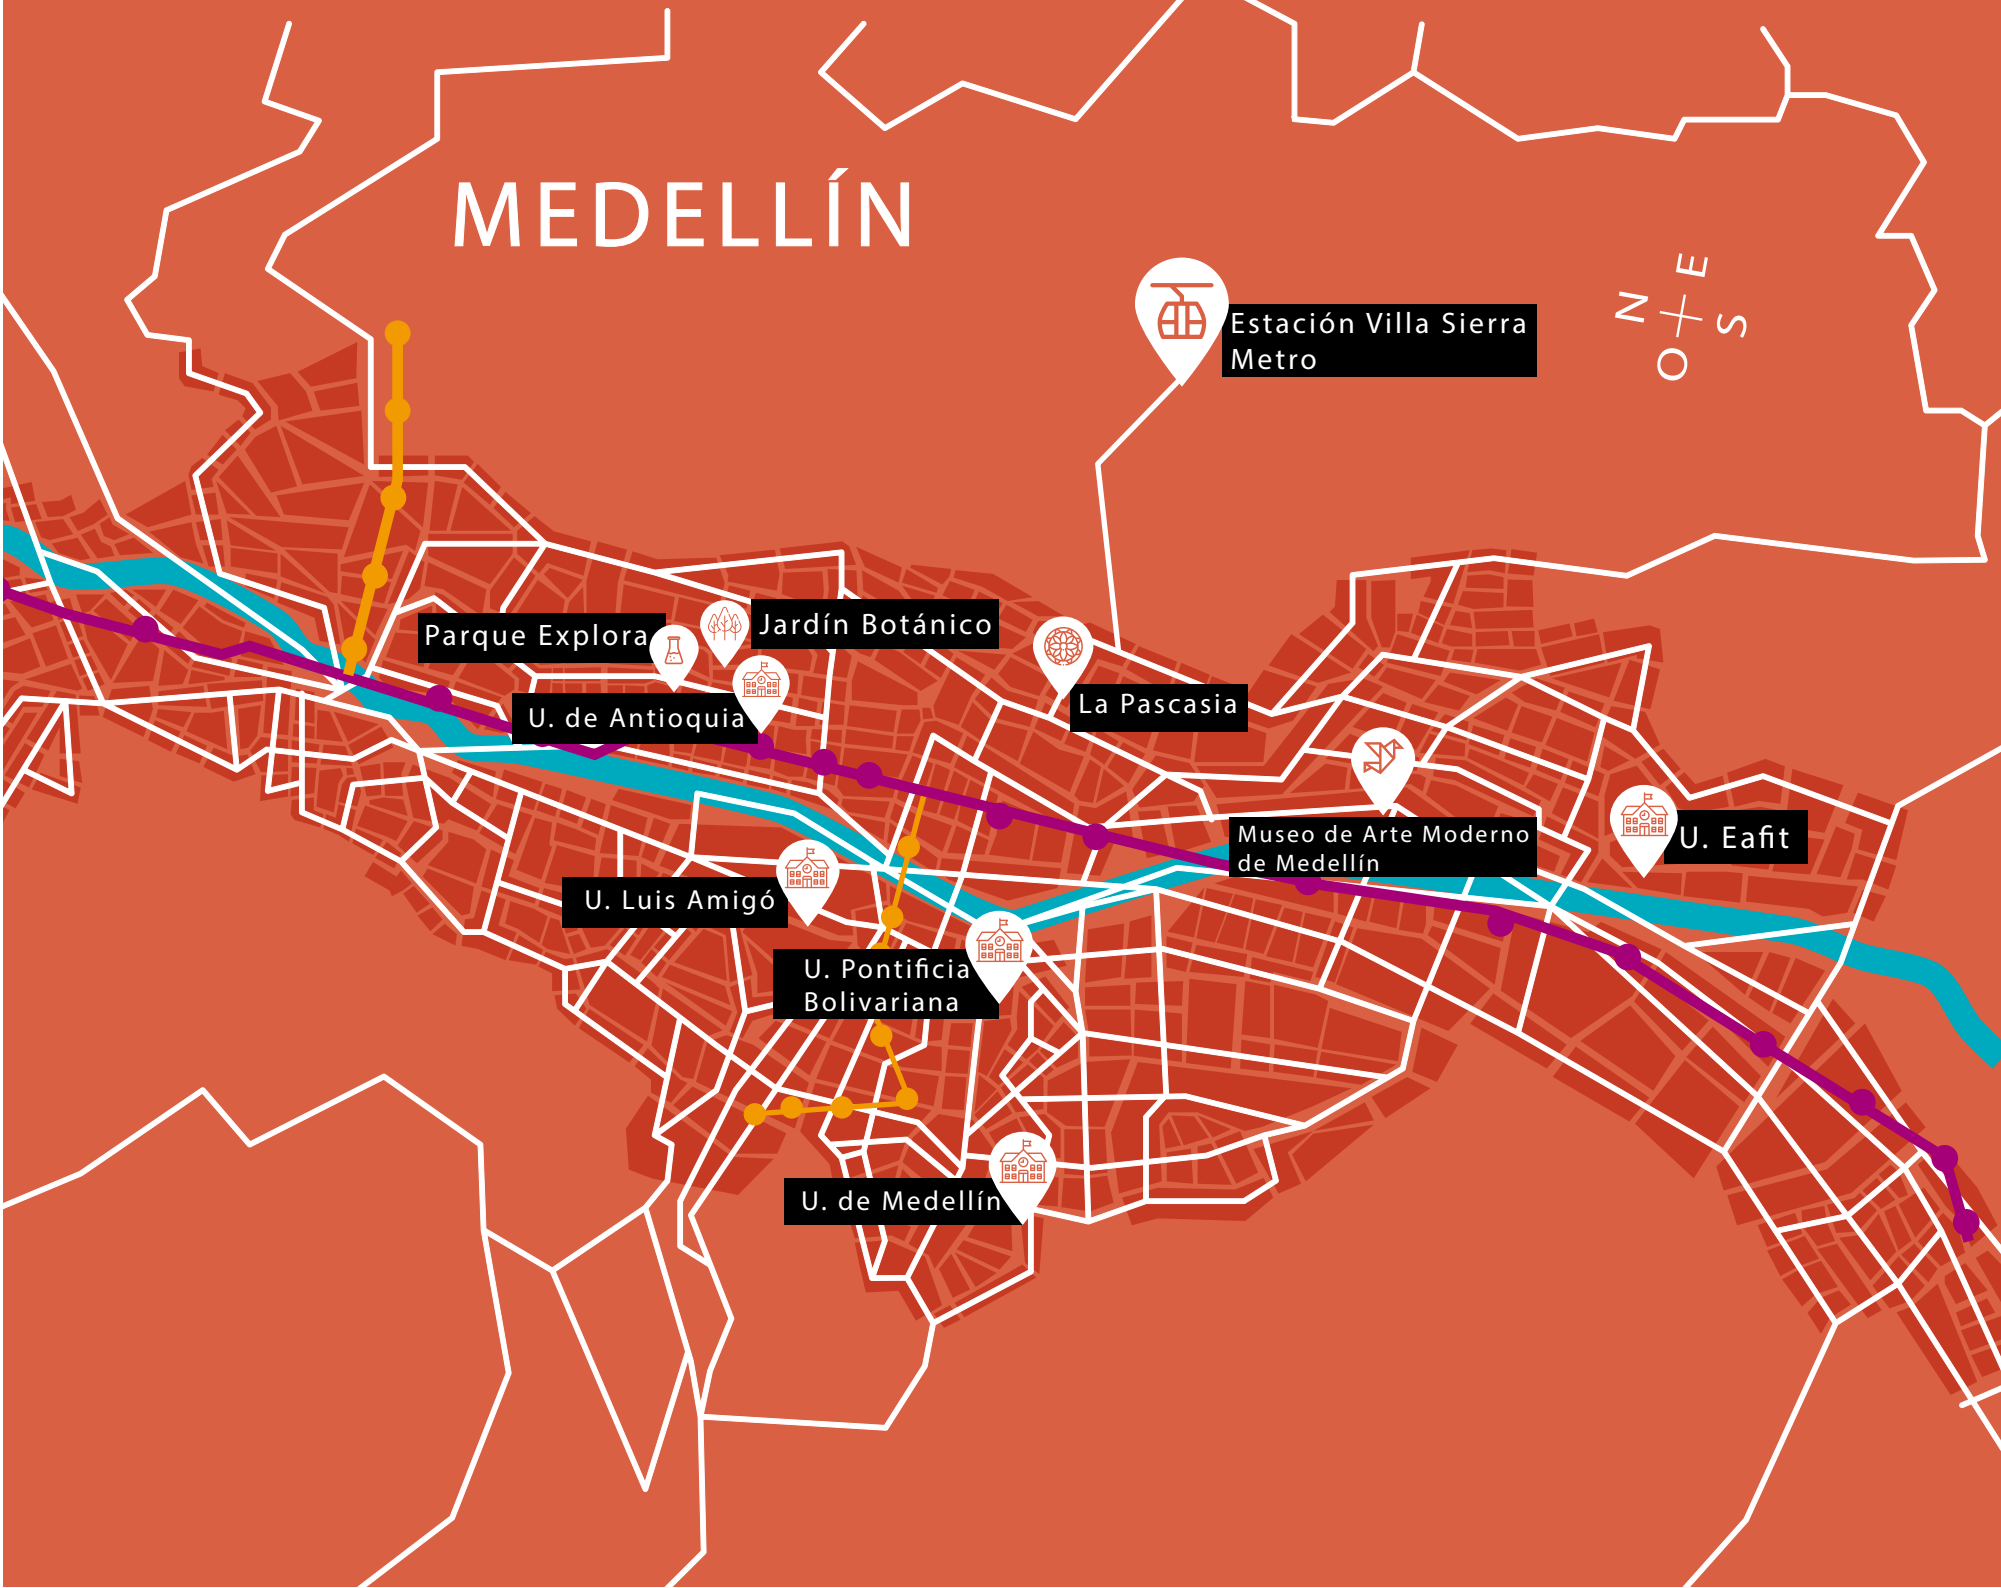 MEDELLÍN
E
N
S
O
Estación Villa Sierra
Metro
Parque Explora
Jardín Botánico
U. de Antioquia
La Pascasia
Museo de Arte Moderno
de Medellín
U. Eafit
U. Luis Amigó
U. Pontificia
Bolivariana
U. de Medellín